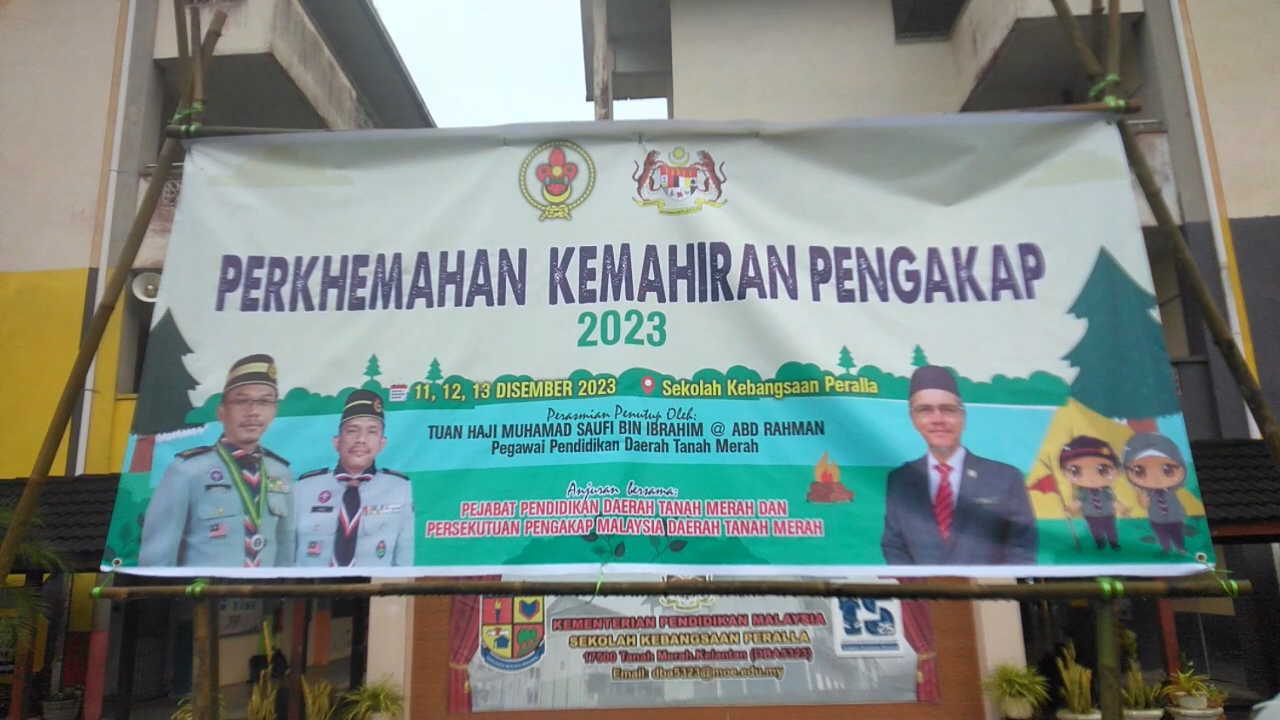 PERKHEMAHAN KEMAHIRAN PENGAKAP
2023
11, 12, 13 DISEMBER 2023 Sekolah Kebangsaan Peralla
Perasmian Penutup Oleh:
TUAN HAJI MUHAMAD SAUFI BIN IBRAHIM @ ABD RAHMAN
Pegawai Pendidikan Daerah Tanah Merah
Anjuran bersama:
PEJABAT PENDIDIKAN DAERAH TANAH MERAH DAN
PERSEKUTUAN PENGAKAP MALAYSIA DAERAH TANAH MERAH
KEMENTERIAN PENDIDIKAN MALAYSIA
SEKOLAH KEBANGSAAN PERALLA
17500 Tanah Merah, Kelantan (DBA5323)
Email: dba5323@moe.edu.my